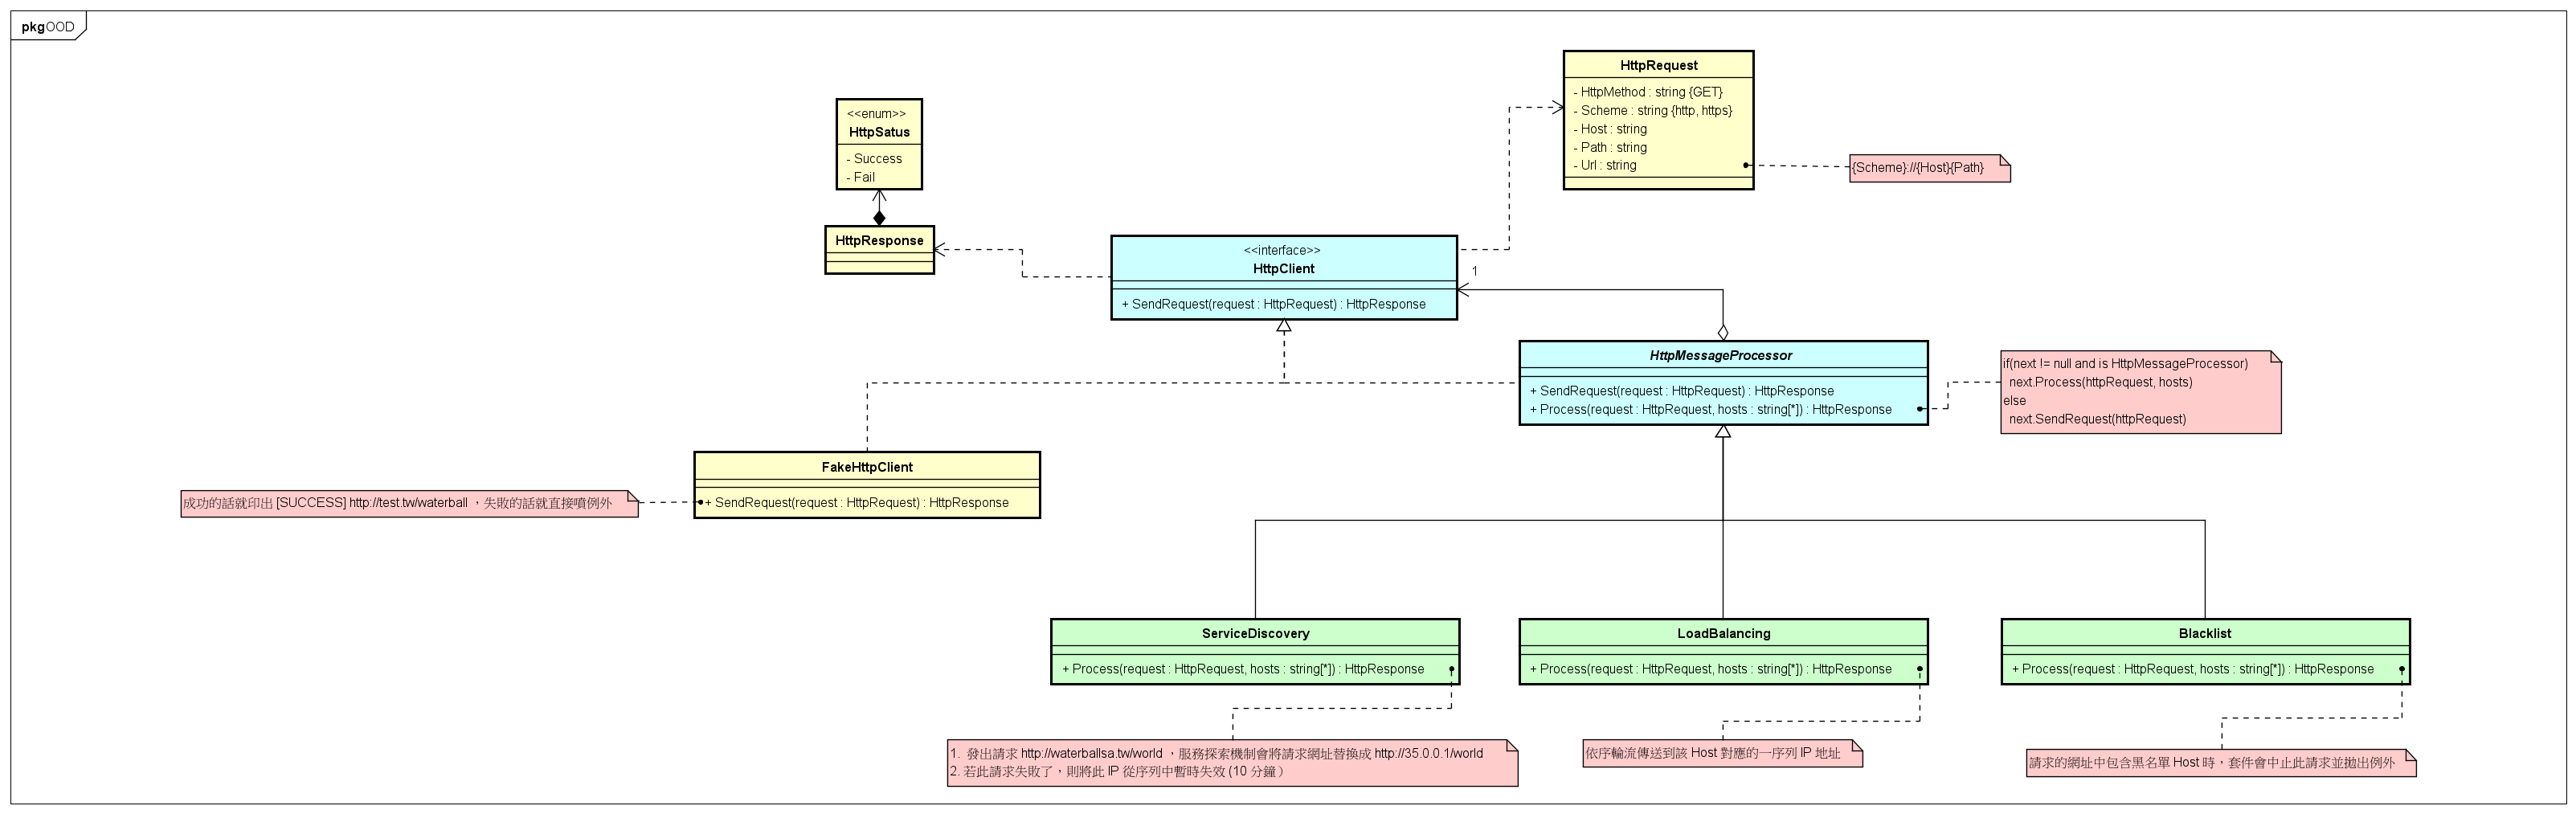 pkg OOD
HttpRequest
- HttpMethod : string {GET}
- Scheme : string {http, https}
- Host : string
- Path : string
- Url : string
{Scheme}://{Host}{Path}
<<enum>>
HttpSatus
- Success
- Fail
HttpResponse
<<interface>>
HttpClient
+ SendRequest(request : HttpRequest) : HttpResponse
1
HttpMessageProcessor
+ SendRequest(request : HttpRequest) : HttpResponse
+ Process(request : HttpRequest, hosts : string[*]) : HttpResponse
if(next != null and is HttpMessageProcessor)
next.Process(httpRequest, hosts)
else
next.SendRequest(httpRequest)
FakeHttpClient
+ SendRequest(request : HttpRequest) : HttpResponse
成功的話就印出 [SUCCESS] http://test.tw/waterball ，失敗的話就直接噴例外
ServiceDiscovery
+ Process(request : HttpRequest, hosts : string[*]) : HttpResponse
LoadBalancing
+ Process(request : HttpRequest, hosts : string[*]) : HttpResponse
Blacklist
+ Process(request : HttpRequest, hosts : string[*]) : HttpResponse
1. 發出請求 http://waterballsa.tw/world ，服務探索機制會將請求網址替換成 http://35.0.0.1/world
2. 若此請求失敗了，則將此 IP 從序列中暫時失效 (10 分鐘）
依序輪流傳送到該 Host 對應的一序列 IP 地址
請求的網址中包含黑名單 Host 時，套件會中止此請求並拋出例外